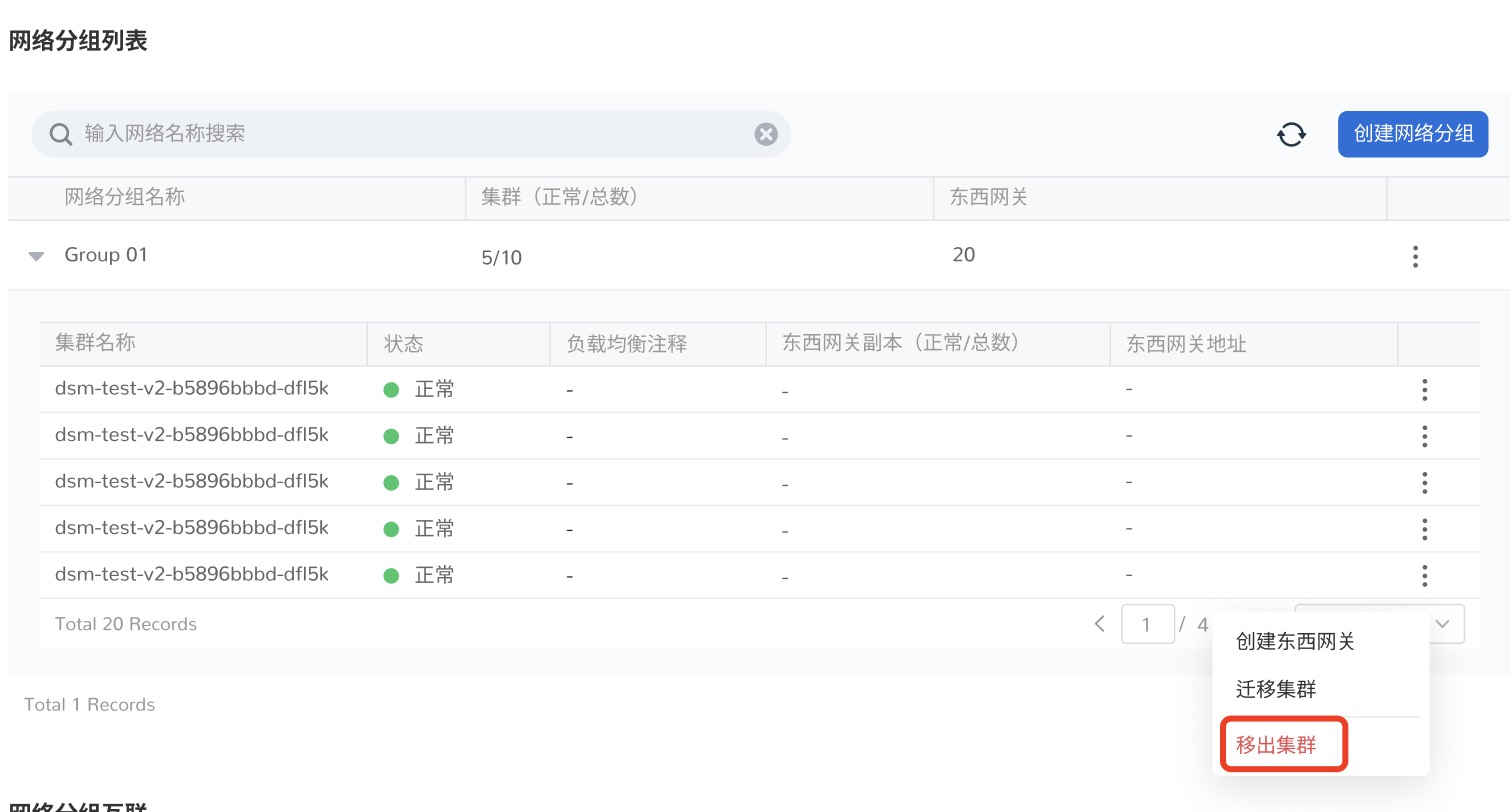 网络分组列表
输入网络名称搜索
创建网络分组
网络分组名称 集群（正常/总数） 东西网关
Group 01 5/10 20
集群名称 状态 负载均衡注释 东西网关副本（正常/总数） 东西网关地址
dsm-test-v2-b5896bbbd-dfl5k 正常 - - -
dsm-test-v2-b5896bbbd-dfl5k 正常 - - -
dsm-test-v2-b5896bbbd-dfl5k 正常 - - -
dsm-test-v2-b5896bbbd-dfl5k 正常 - - -
dsm-test-v2-b5896bbbd-dfl5k 正常 - - -
Total 20 Records 1 / 4
创建东西网关
迁移集群
移出集群
Total 1 Records
网络分组互联